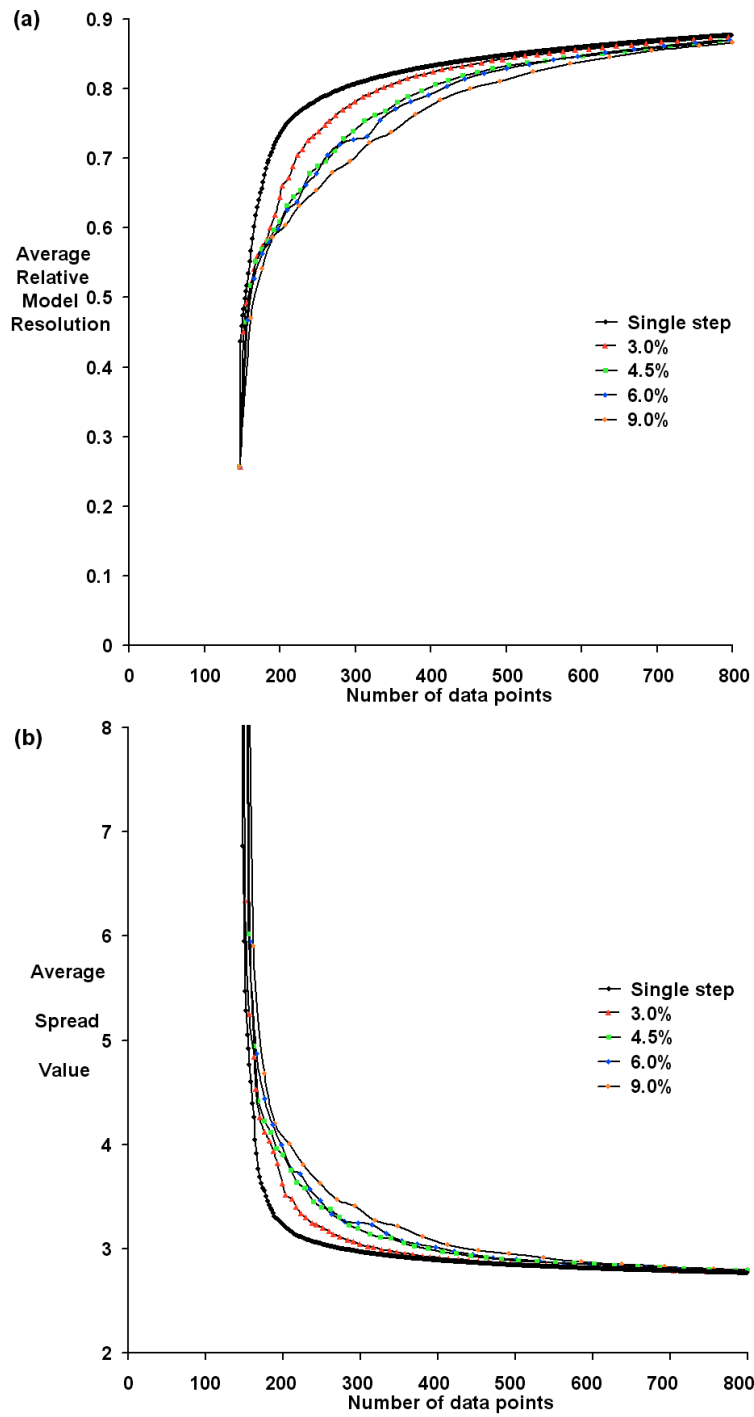 (a)
0.9
0.8
0.7
0.6
0.5
0.4
0.3
0.2
0.1
0
Average
Relative
Model
Resolution
Single step
3.0%
4.5%
6.0%
9.0%
0 100 200 300 400 500 600 700 800
Number of data points
(b)
8
7
6
5
4
3
2
Average
Spread
Value
Single step
3.0%
4.5%
6.0%
9.0%
0 100 200 300 400 500 600 700 800
Number of data points